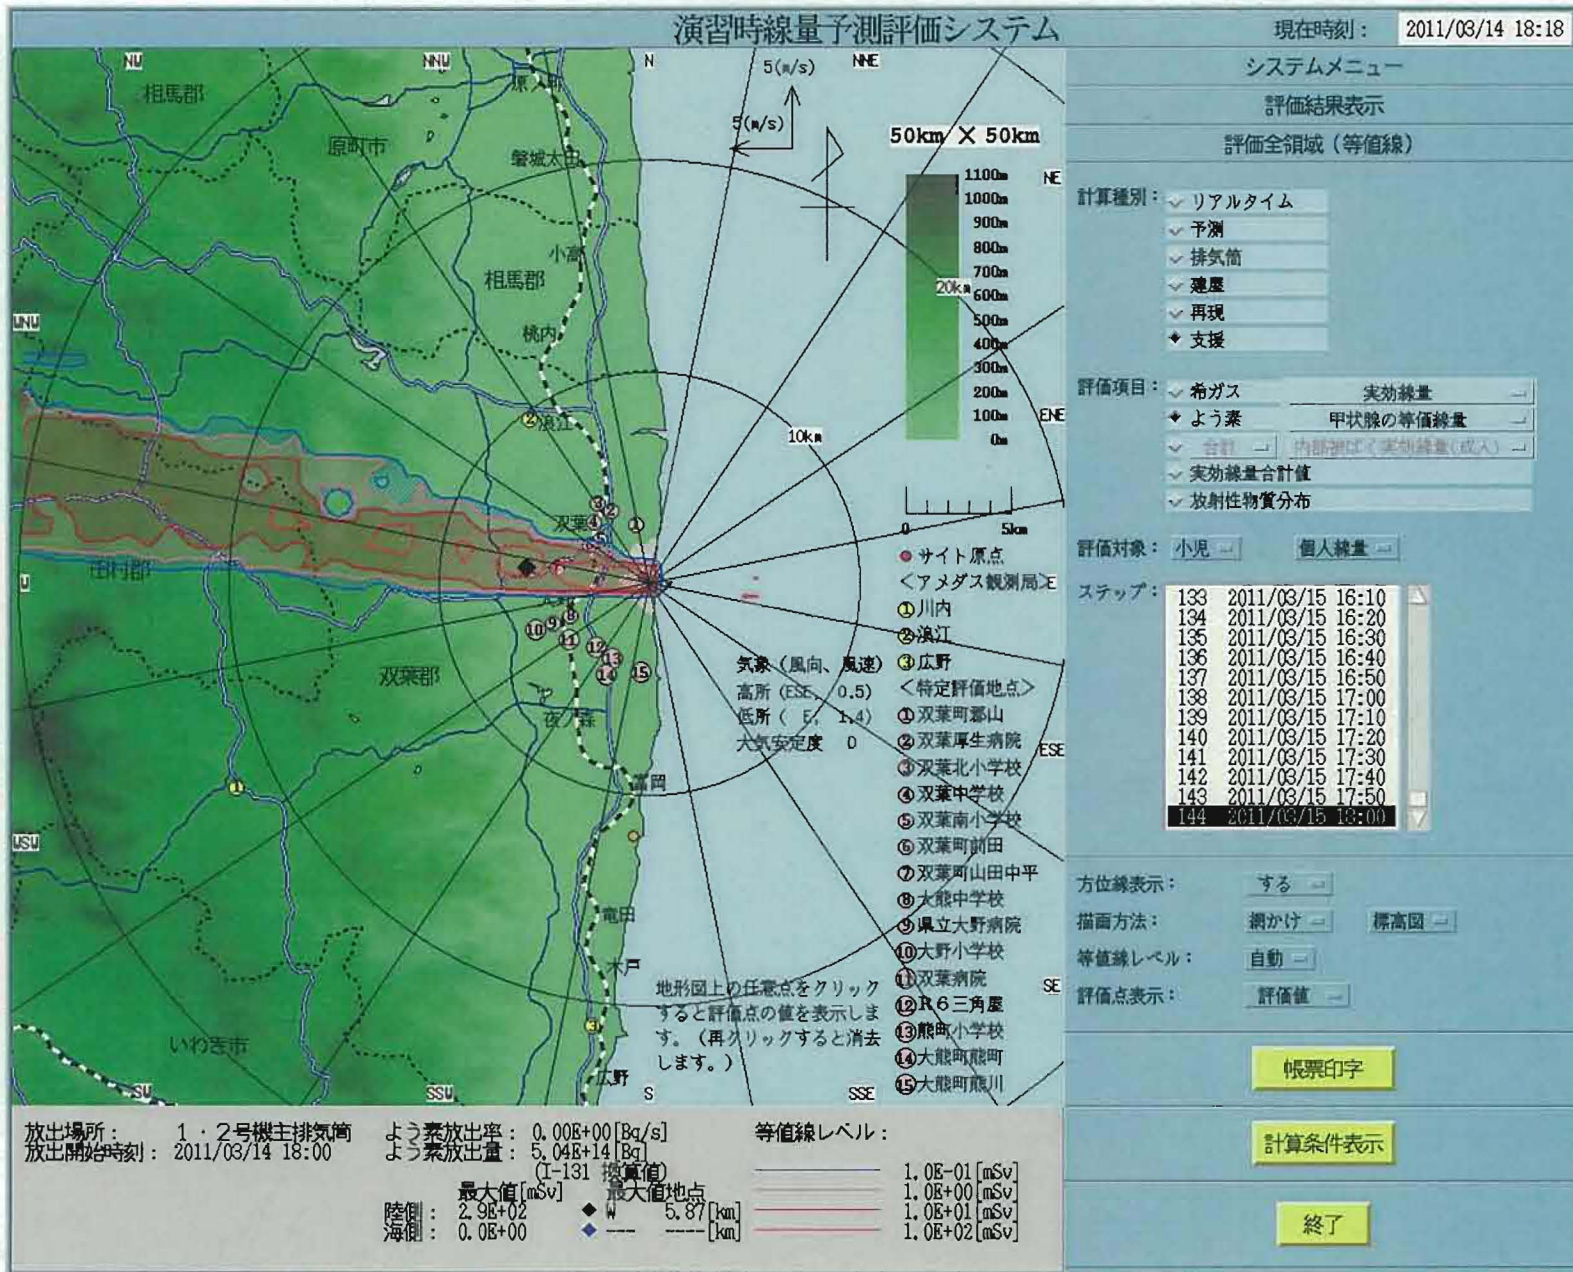 演習時線量予測評価システム
現在時刻： 2011/03/14 18:18
システムメニュー
評価結果表示
評価全領域（等値線）
計算種別：
リアルタイム
予測
排気筒
建屋
再現
支援
評価項目：
希ガス 実効線量
よう素 甲状腺の等価線量
合計 内部被ばく実効線量(成人)
実効線量合計値
放射性物質分布
評価対象： 小児 個人線量
ステップ：
133 2011/03/15 16:10
134 2011/03/15 16:20
135 2011/03/15 16:30
136 2011/03/15 16:40
137 2011/03/15 16:50
138 2011/03/15 17:00
139 2011/03/15 17:10
140 2011/03/15 17:20
141 2011/03/15 17:30
142 2011/03/15 17:40
143 2011/03/15 17:50
144 2011/03/15 18:00
方位線表示： する
描画方法： 網かけ 標高図
等値線レベル： 自動
評価点表示： 評価値
帳票印字
計算条件表示
終了
NW
NNW
N
NNE
NE
ENE
E
ESE
SE
SSE
S
SSW
SW
WSW
W
WNW
5(m/s)
5(m/s)
50km × 50km
1100m
1000m
900m
800m
700m
600m
500m
400m
300m
200m
100m
0m
20km
10km
0 5km
相馬郡
原ノ町
原町市
磐城太田
小高
相馬郡
桃内
②浪江
双葉
③
②
④
①
⑧
⑨
⑩
⑪
⑫
⑬
⑭
⑮
田村郡
双葉郡
夜ノ森
富岡
①
竜田
木戸
③
広野
いわき市
サイト原点
＜アメダス観測局＞
①川内
②浪江
③広野
＜特定評価地点＞
①双葉町郡山
②双葉厚生病院
③双葉北小学校
④双葉中学校
⑤双葉南小学校
⑥双葉町前田
⑦双葉町山田中平
⑧大熊中学校
⑨県立大野病院
⑩大野小学校
⑪双葉病院
⑫R６三角屋
⑬熊町小学校
⑭大熊町熊町
⑮大熊町熊川
気象（風向、風速）
高所（ESE, 0.5）
低所（ E, 1.4）
大気安定度 D
地形図上の任意点をクリック
すると評価点の値を表示しま
す。（再クリックすると消去
します。）
放出場所： １・２号機主排気筒
放出開始時刻： 2011/03/14 18:00
よう素放出率： 0.00E+00[Bq/s]
よう素放出量： 5.04E+14[Bq]
(I-131 換算値)
最大値[mSv] 最大値地点
陸側： 2.9E+02 ◆ W 5.87[km]
海側： 0.0E+00 ◆ --- ----[km]
等値線レベル：
1.0E-01[mSv]
1.0E+00[mSv]
1.0E+01[mSv]
1.0E+02[mSv]